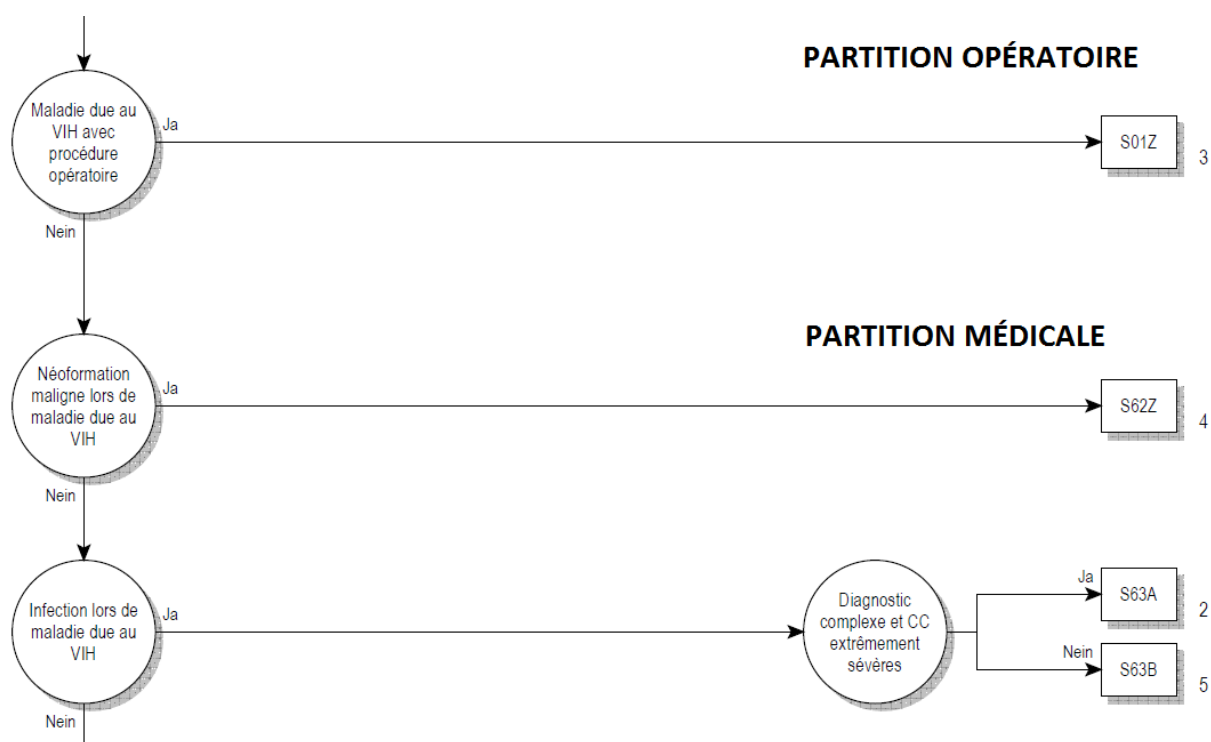 PARTITION OPÉRATOIRE
Maladie due au
VIH avec
procédure
opératoire
Ja
S01Z
3
Nein
PARTITION MÉDICALE
Néoformation
maligne lors de
maladie due au
VIH
Ja
S62Z
4
Nein
Infection lors de
maladie due au
VIH
Ja
Diagnostic
complexe et CC
extrêmement
sévères
Ja
S63A
2
Nein
S63B
5
Nein